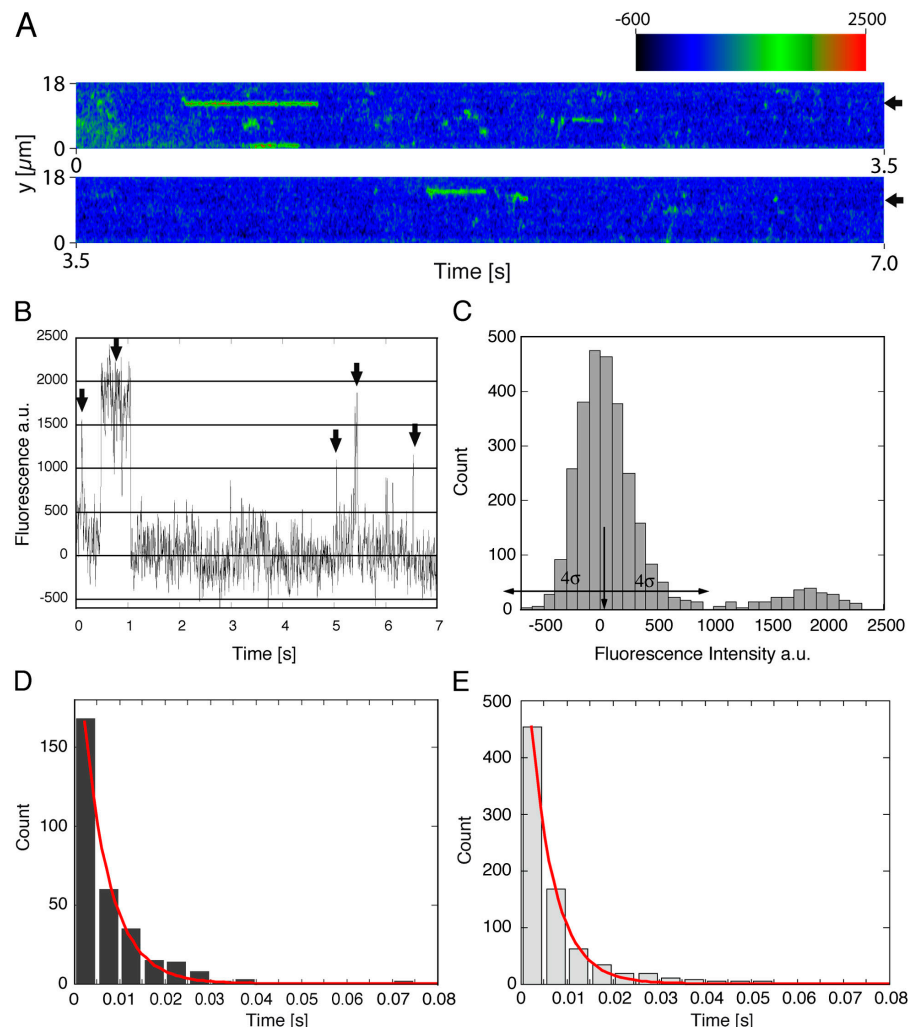 A
-600 2500
18
0
0 3.5
18
0
3.5 7.0
y [µm]
Time [s]
B
2500
2000
1500
1000
500
0
-500
0 1 2 3 4 5 6 7
Fluorescence a.u.
Time [s]
C
500
400
300
200
100
0
4σ 4σ
-500 0 500 1000 1500 2000 2500
Count
Fluorescence Intensity a.u.
D
150
100
50
0
0 0.01 0.02 0.03 0.04 0.05 0.06 0.07 0.08
Count
Time [s]
E
500
400
300
200
100
0
0 0.01 0.02 0.03 0.04 0.05 0.06 0.07 0.08
Count
Time [s]